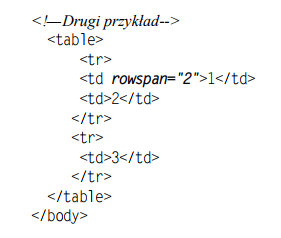 <!—Drugi przykład-->
<table>
<tr>
<td rowspan="2">1</td>
<td>2</td>
</tr>
<tr>
<td>3</td>
</tr>
</table>
</body>